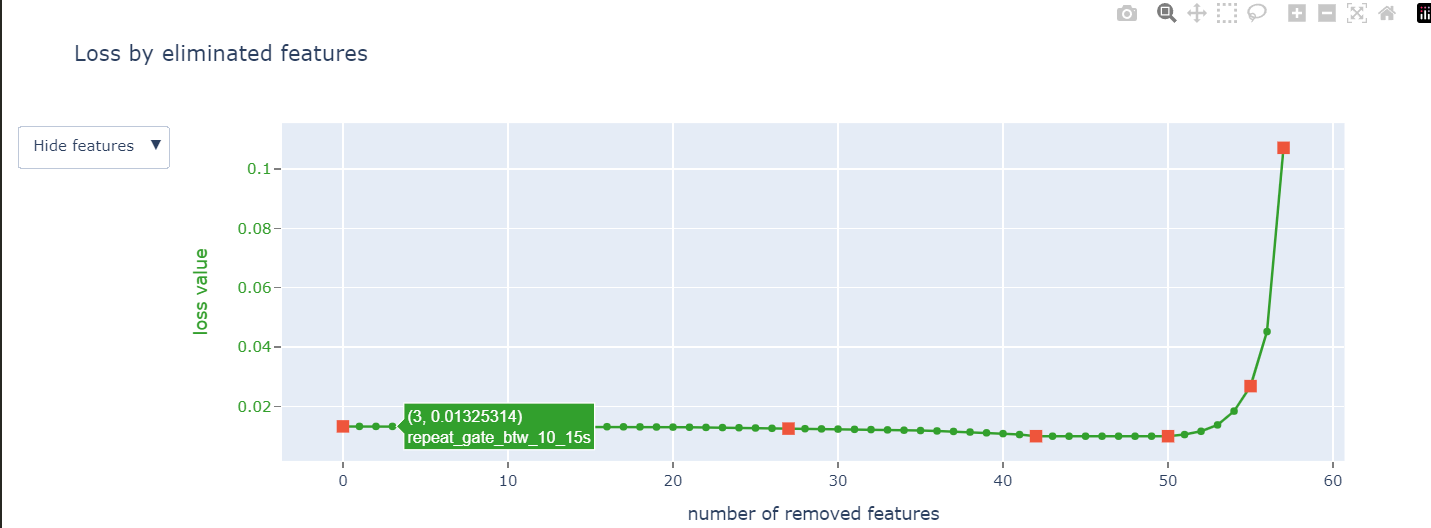 Loss by eliminated features
Hide features ▼
0.1
0.08
0.06
0.04
0.02
loss value
(3, 0.01325314)
repeat_gate_btw_10_15s
0 10 20 30 40 50 60
number of removed features